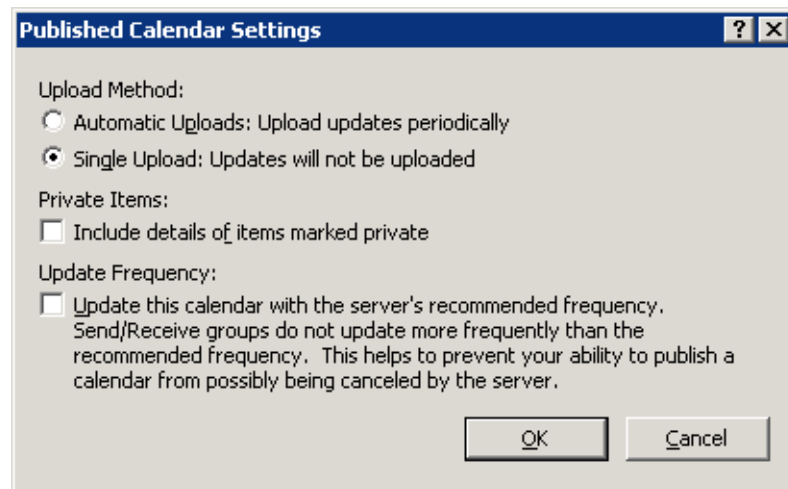 Published Calendar Settings
Upload Method:
Automatic Uploads: Upload updates periodically
Single Upload: Updates will not be uploaded
Private Items:
Include details of items marked private
Update Frequency:
Update this calendar with the server's recommended frequency.
Send/Receive groups do not update more frequently than the
recommended frequency. This helps to prevent your ability to publish a
calendar from possibly being canceled by the server.
OK Cancel